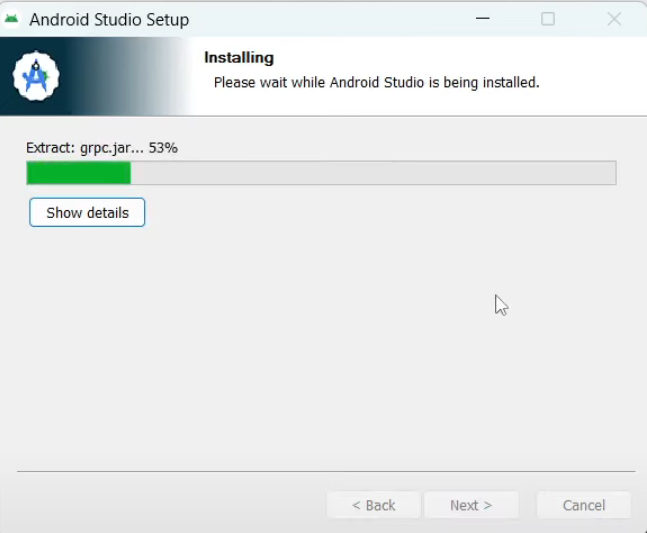 Android Studio Setup
Installing
Please wait while Android Studio is being installed.
Extract: grpc.jar... 53%
Show details
< Back
Next >
Cancel